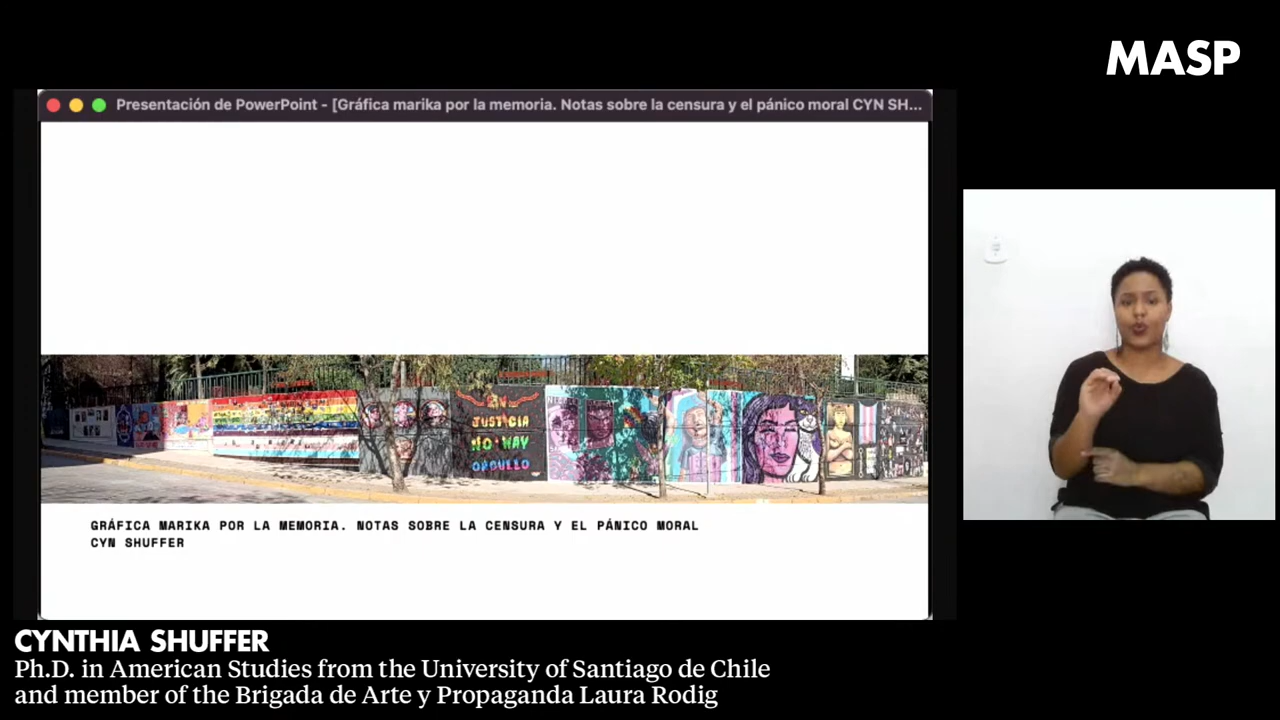 MASP
Presentación de PowerPoint - [Gráfica marika por la memoria. Notas sobre la censura y el pánico moral CYN SH...
SIN
JUSTICIA
NO HAY
ORGULLO
GRÁFICA MARIKA POR LA MEMORIA. NOTAS SOBRE LA CENSURA Y EL PÁNICO MORAL
CYN SHUFFER
CYNTHIA SHUFFER
Ph.D. in American Studies from the University of Santiago de Chile
and member of the Brigada de Arte y Propaganda Laura Rodig